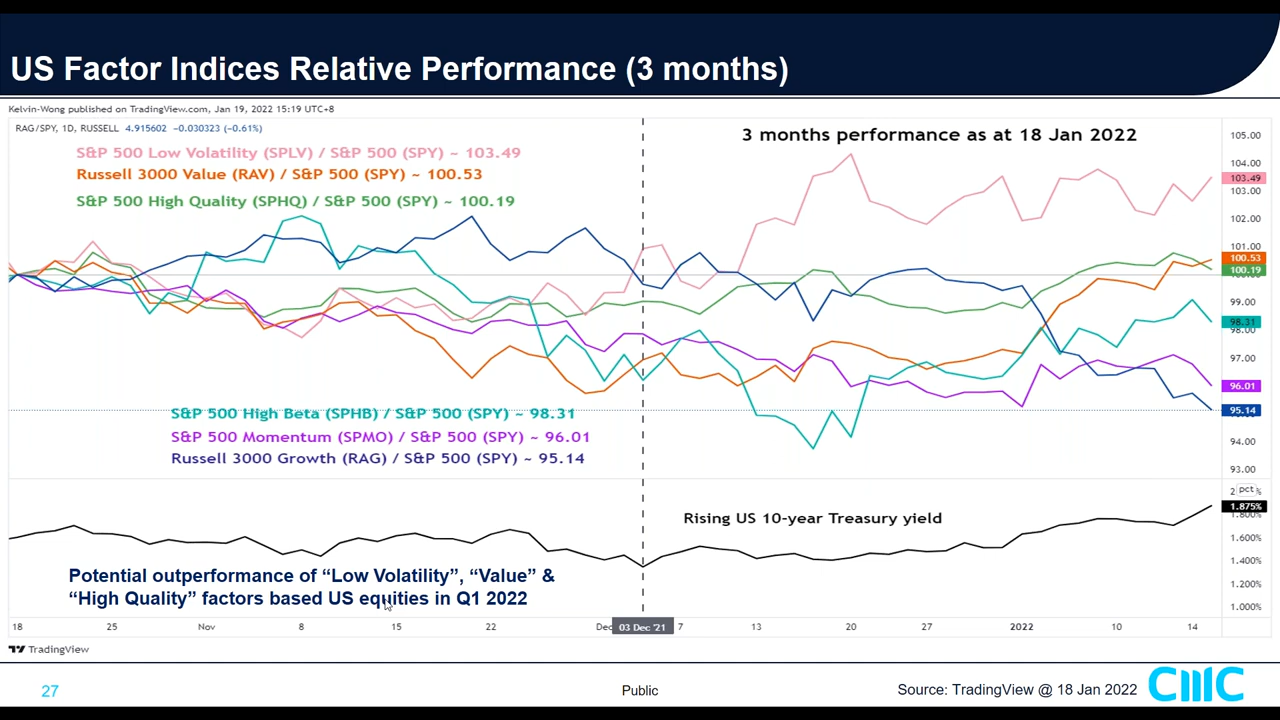 US Factor Indices Relative Performance (3 months)
Kelvin-Wong published on TradingView.com, Jan 19, 2022 15:19 UTC+8
RAG/SPY, 1D, RUSSELL 4.915602 −0.030323 (−0.61%)
3 months performance as at 18 Jan 2022
S&P 500 Low Volatility (SPLV) / S&P 500 (SPY) ~ 103.49
Russell 3000 Value (RAV) / S&P 500 (SPY) ~ 100.53
S&P 500 High Quality (SPHQ) / S&P 500 (SPY) ~ 100.19
105.00
104.00
103.49
103.00
102.00
101.00
100.53
100.19
99.00
98.31
98.00
97.00
96.01
95.14
94.00
93.00
S&P 500 High Beta (SPHB) / S&P 500 (SPY) ~ 98.31
S&P 500 Momentum (SPMO) / S&P 500 (SPY) ~ 96.01
Russell 3000 Growth (RAG) / S&P 500 (SPY) ~ 95.14
pct
1.875%
1.800%
1.600%
1.400%
1.200%
1.000%
Rising US 10-year Treasury yield
Potential outperformance of “Low Volatility”, “Value” &
“High Quality” factors based US equities in Q1 2022
18 25 Nov 8 15 22 Dec 03 Dec '21 7 13 20 27 2022 10 14
TradingView
27
Public
Source: TradingView @ 18 Jan 2022
CMC